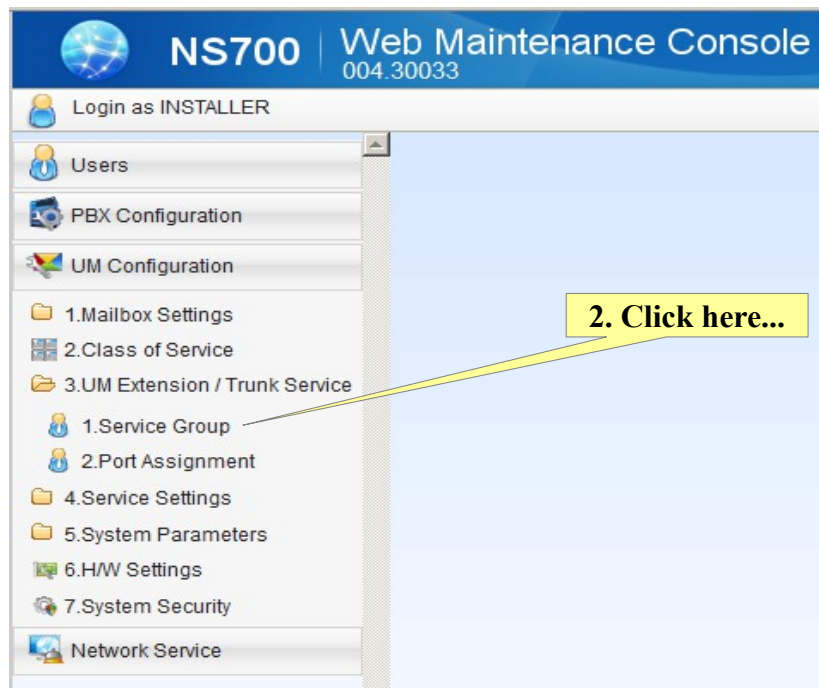 NS700 Web Maintenance Console
004.30033
Login as INSTALLER
Users
PBX Configuration
UM Configuration
1.Mailbox Settings
2. Click here...
2.Class of Service
3.UM Extension / Trunk Service
1.Service Group
2.Port Assignment
4.Service Settings
5.System Parameters
6.H/W Settings
7.System Security
Network Service